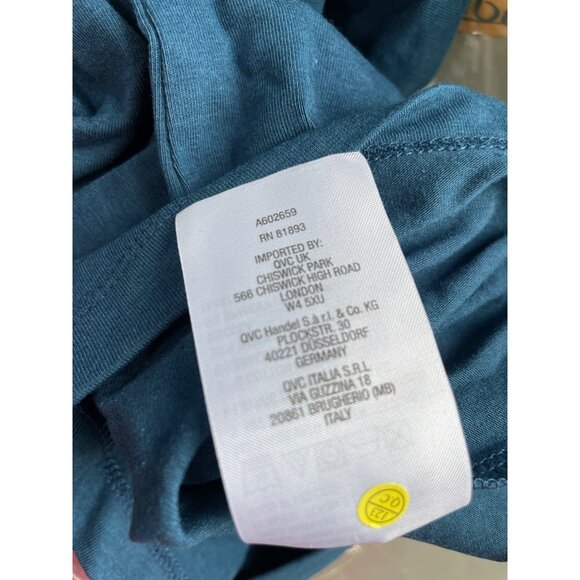 A602659
RN 81893
IMPORTED BY:
QVC UK
CHISWICK PARK
566 CHISWICK HIGH ROAD
LONDON
W4 5XU
QVC Handel S.à r.l. & Co. KG
PLOCKSTR. 30
40221 DÜSSELDORF
GERMANY
QVC ITALIA S.R.L
VIA GUZZINA 18
20861 BRUGHERIO (MB)
ITALY
123
Q.C